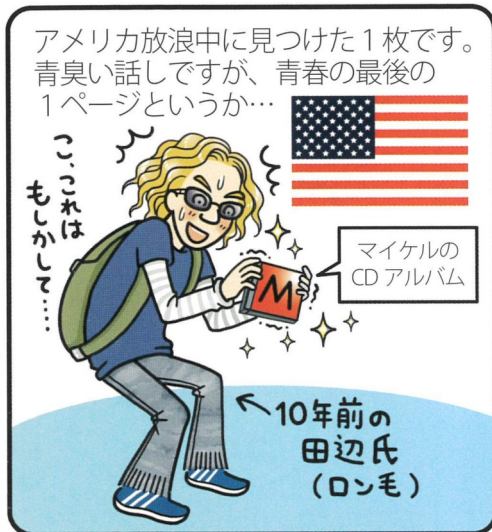 アメリカ放浪中に見つけた1枚です。
青臭い話しですが、青春の最後の
1ページというか…
こ、これは
もしかして....
マイケルの
CDアルバム
M
10年前の
田辺氏
(ロン毛)